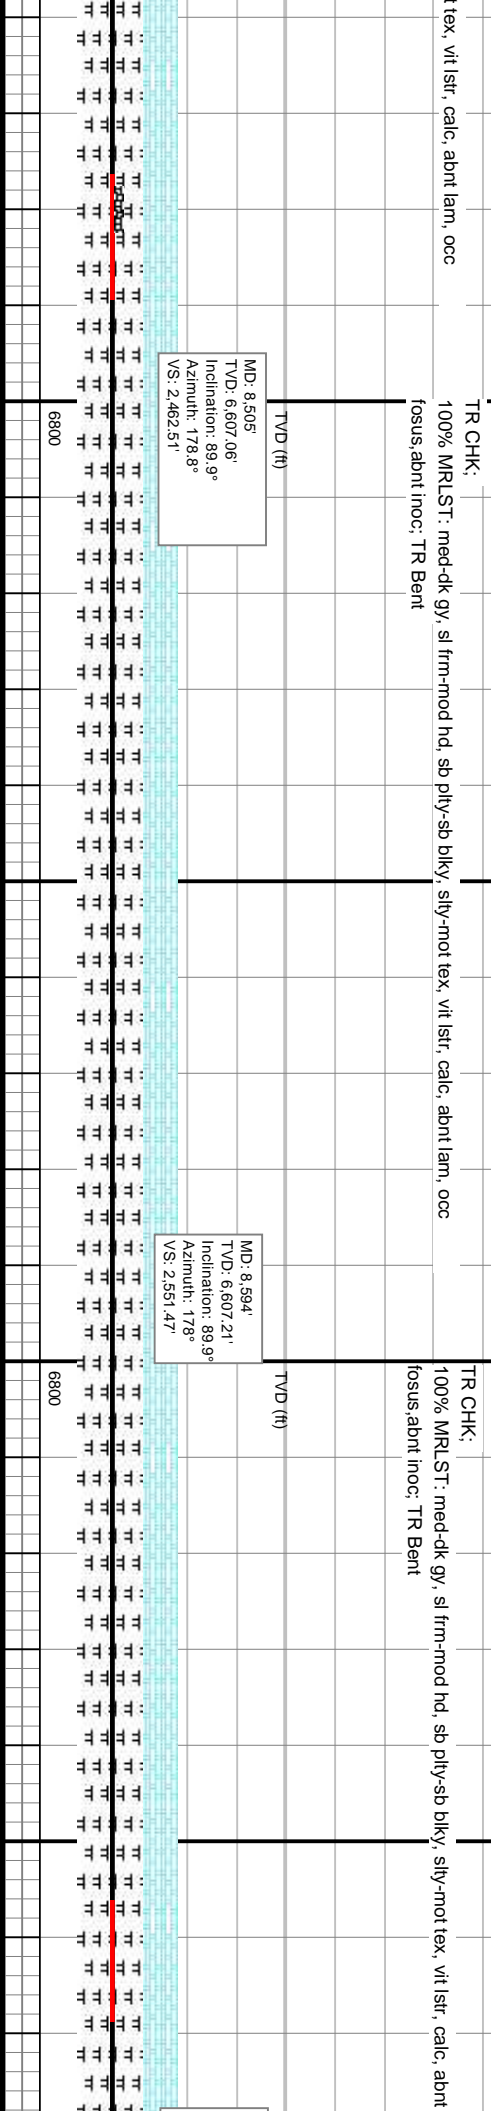 t tex, vit lstr, calc, abnt lam, occ
TR CHK;
100% MRLST: med-dk gy, sl frm-mod hd, sb plty-sb blky, slty-mot tex, vit lstr, calc, abnt lam, occ
fosus,abnt inoc; TR Bent
TVD (ft)
MD: 8,505'
TVD: 6,607.06'
Inclination: 89.9°
Azimuth: 178.8°
VS: 2,462.51'
6800
MD: 8,594'
TVD: 6,607.21'
Inclination: 89.9°
Azimuth: 178°
VS: 2,551.47'
TR CHK;
100% MRLST: med-dk gy, sl frm-mod hd, sb plty-sb blky, slty-mot tex, vit lstr, calc, abnt
fosus,abnt inoc; TR Bent
TVD (ft)
6800